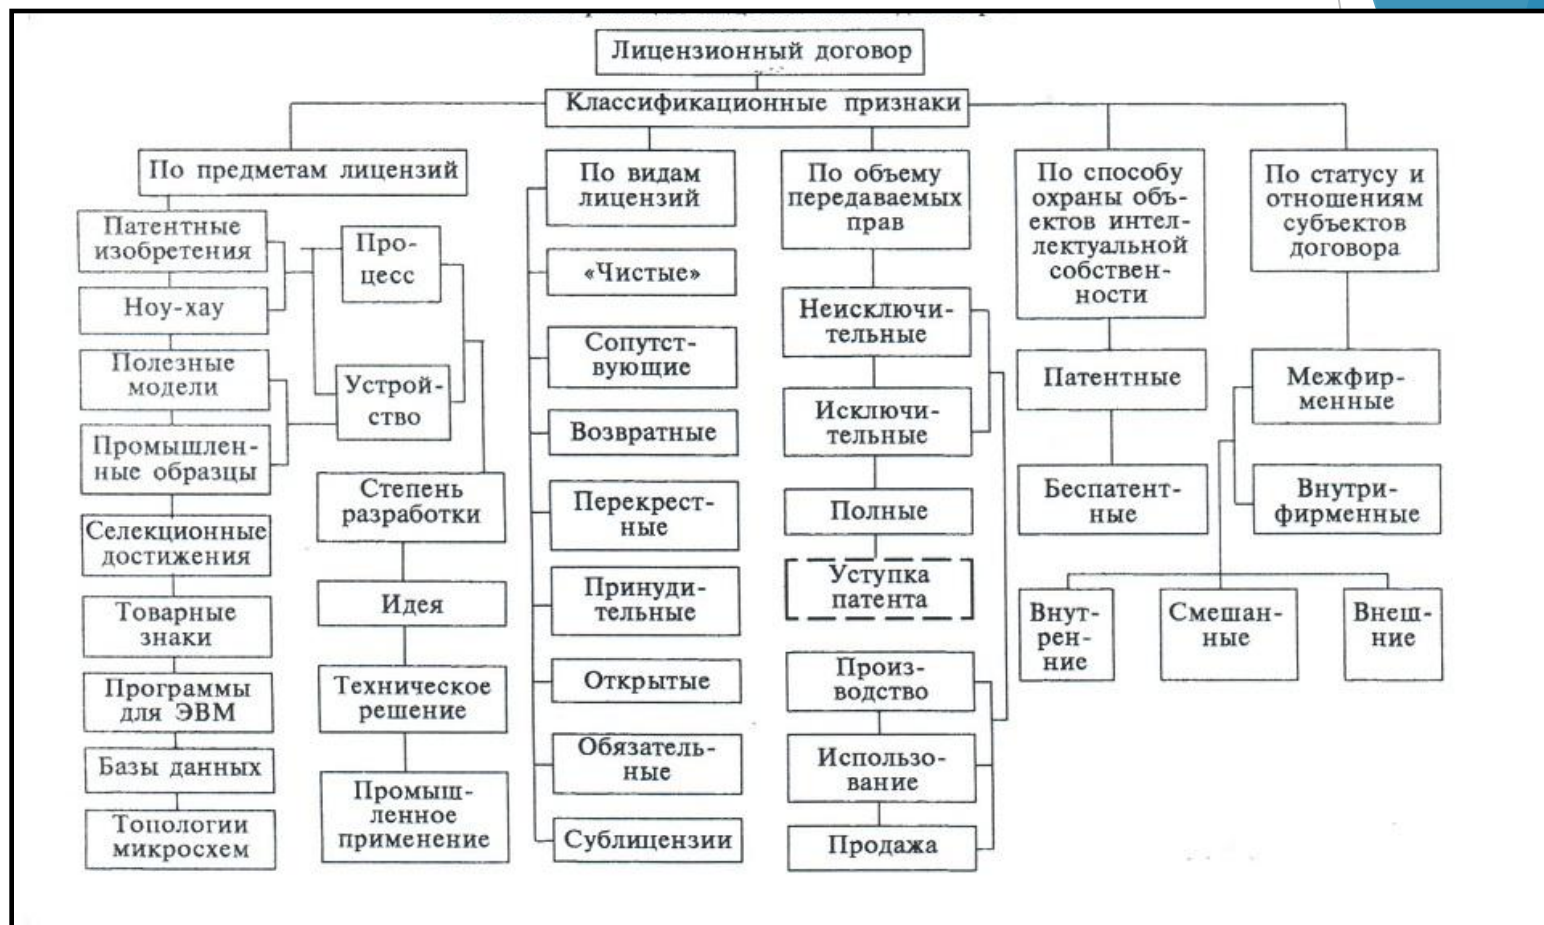 Лицензионный договор
Классификационные признаки
По предметам лицензий
Патентные
изобретения
Ноу-хау
Полезные
модели
Промышлен-
ные образцы
Селекционные
достижения
Товарные
знаки
Программы
для ЭВМ
Базы данных
Топологии
микросхем
Про-
цесс
Устрой-
ство
Степень
разработки
Идея
Техническое
решение
Промыш-
ленное
применение
По видам
лицензий
«Чистые»
Сопутст-
вующие
Возвратные
Перекрест-
ные
Принуди-
тельные
Открытые
Обязатель-
ные
Сублицензии
По объему
передаваемых
прав
Неисключи-
тельные
Исключи-
тельные
Полные
Уступка
патента
Произ-
водство
Использо-
вание
Продажа
По способу
охраны объ-
ектов интел-
лектуальной
собствен-
ности
Патентные
Беспатент-
ные
По статусу и
отношениям
субъектов
договора
Межфир-
менные
Внутри-
фирменные
Внут-
рен-
ние
Смешан-
ные
Внеш-
ние